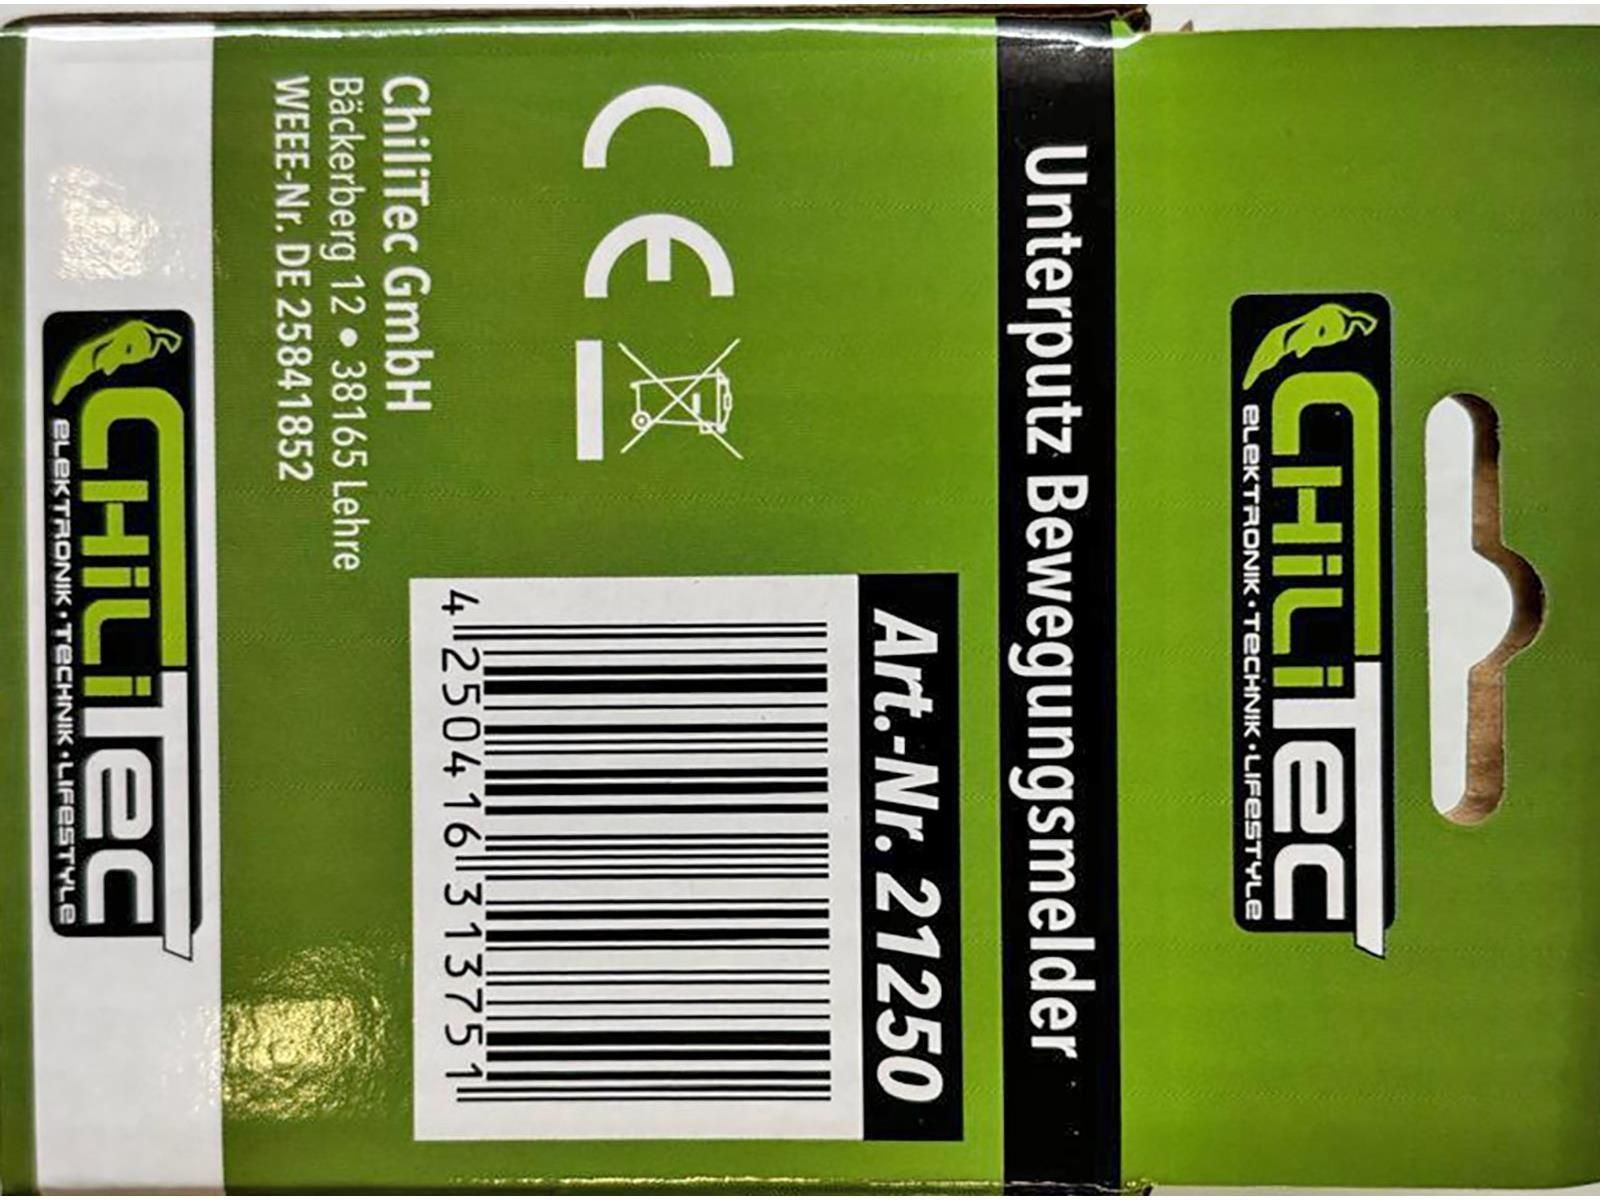 CHiLiTec
ELEKTRONIK · TECHNIK · LIFESTYLE
Unterputz Bewegungsmelder
Art.-Nr. 21250
4 250416 313751
CE
ChiliTec GmbH
Bäckerberg 12 • 38165 Lehre
WEEE-Nr. DE 25841852
CHiLiTec
ELEKTRONIK · TECHNIK · LIFESTYLE